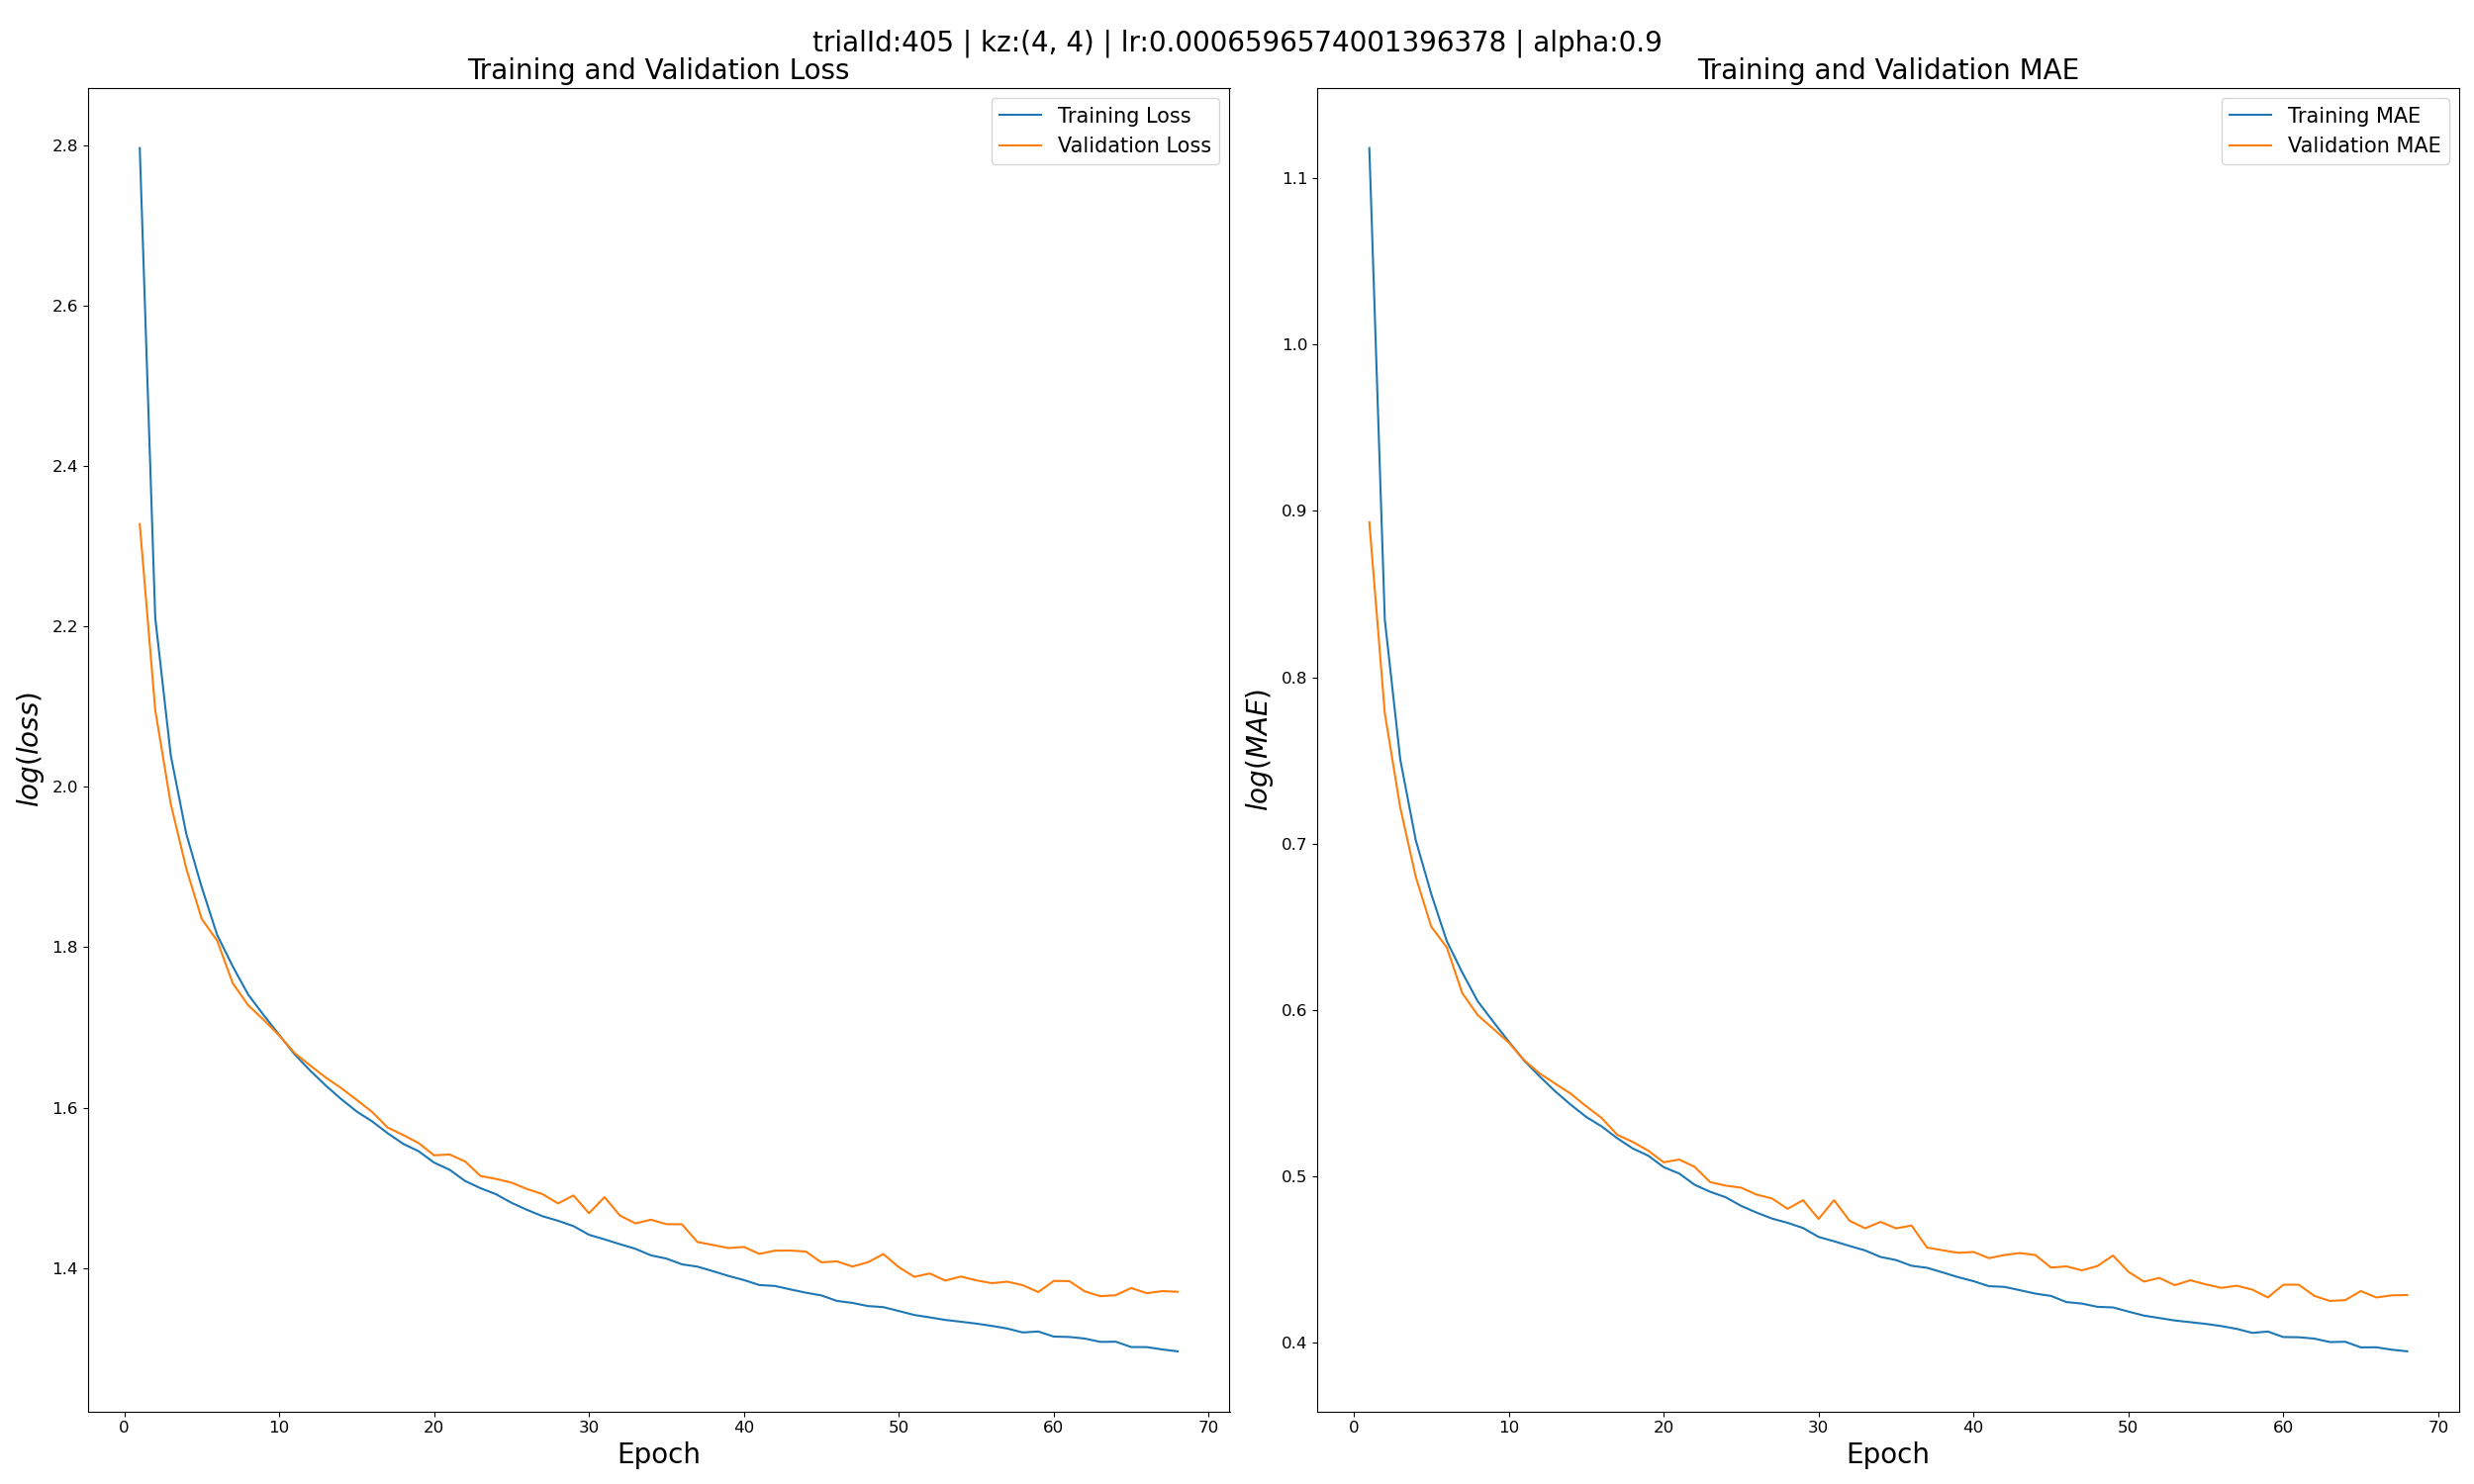 trialId:405 | kz:(4, 4) | lr:0.0006596574001396378 | alpha:0.9
Training and Validation Loss
Training Loss
Validation Loss
2.8
2.6
2.4
2.2
2.0
1.8
1.6
1.4
log(loss)
0 10 20 30 40 50 60 70
Epoch
Training and Validation MAE
Training MAE
Validation MAE
1.1
1.0
0.9
0.8
0.7
0.6
0.5
0.4
log(MAE)
0 10 20 30 40 50 60 70
Epoch